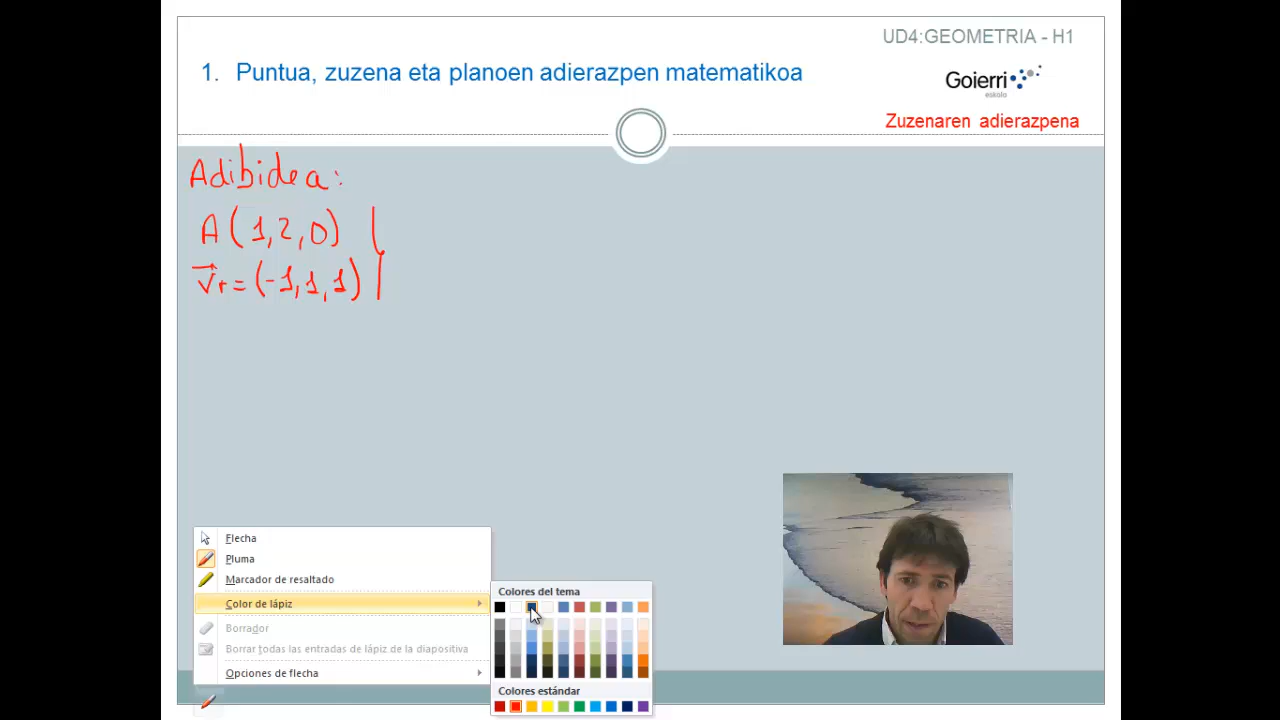 UD4:GEOMETRIA - H1
1. Puntua, zuzena eta planoen adierazpen matematikoa
Goierri
eskola
Zuzenaren adierazpena
Adibidea:
A(1,2,0)
v⃗r=(-1,1,1)
Flecha
Pluma
Marcador de resaltado
Color de lápiz
Borrador
Borrar todas las entradas de lápiz de la diapositiva
Opciones de flecha
Colores del tema
Colores estándar